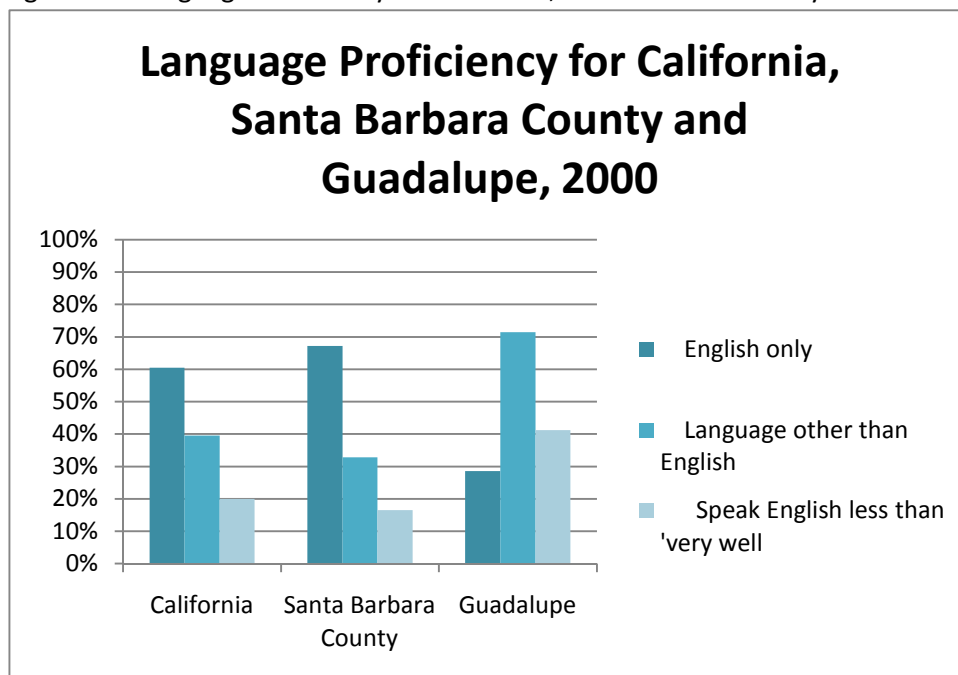 Language Proficiency for California,
Santa Barbara County and
Guadalupe, 2000
100%
90%
80%
70%
60%
50%
40%
30%
20%
10%
0%
California
Santa Barbara
County
Guadalupe
English only
Language other than
English
Speak English less than
'very well